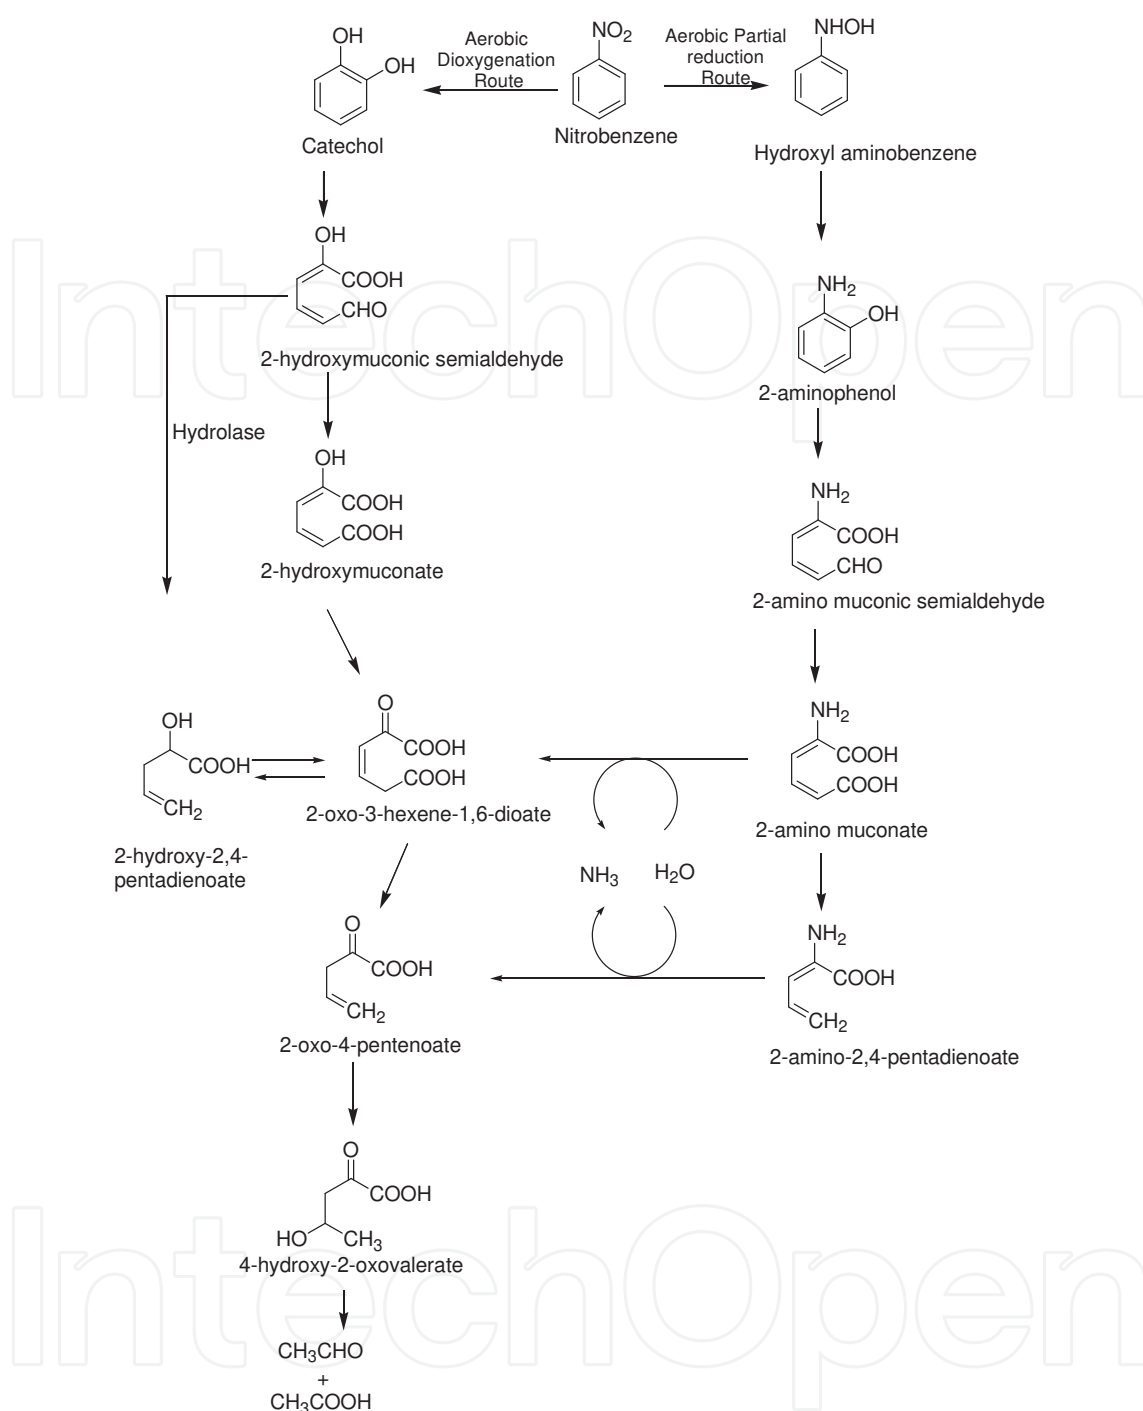 OH
OH
Catechol
Aerobic
Dioxygenation
Route
NO2
Nitrobenzene
Aerobic Partial
reduction
Route
NHOH
Hydroxyl aminobenzene
OH
COOH
CHO
2-hydroxymuconic semialdehyde
Hydrolase
OH
COOH
COOH
2-hydroxymuconate
NH2
OH
2-aminophenol
NH2
COOH
CHO
2-amino muconic semialdehyde
OH
COOH
CH2
2-hydroxy-2,4-
pentadienoate
O
COOH
COOH
2-oxo-3-hexene-1,6-dioate
NH2
COOH
COOH
2-amino muconate
NH3
H2O
O
COOH
CH2
2-oxo-4-pentenoate
NH2
COOH
CH2
2-amino-2,4-pentadienoate
O
COOH
HO
CH3
4-hydroxy-2-oxovalerate
CH3CHO
+
CH3COOH
IntechOpen
IntechOpen